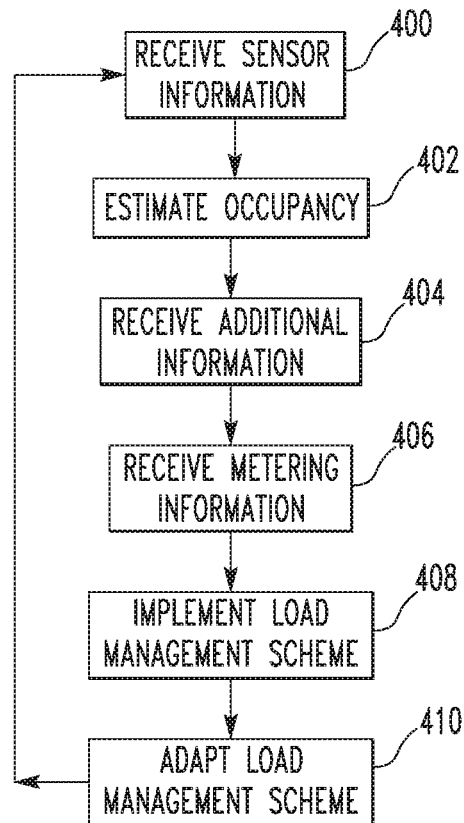 400
RECEIVE SENSOR
INFORMATION
402
ESTIMATE OCCUPANCY
404
RECEIVE ADDITIONAL
INFORMATION
406
RECEIVE METERING
INFORMATION
408
IMPLEMENT LOAD
MANAGEMENT SCHEME
410
ADAPT LOAD
MANAGEMENT SCHEME